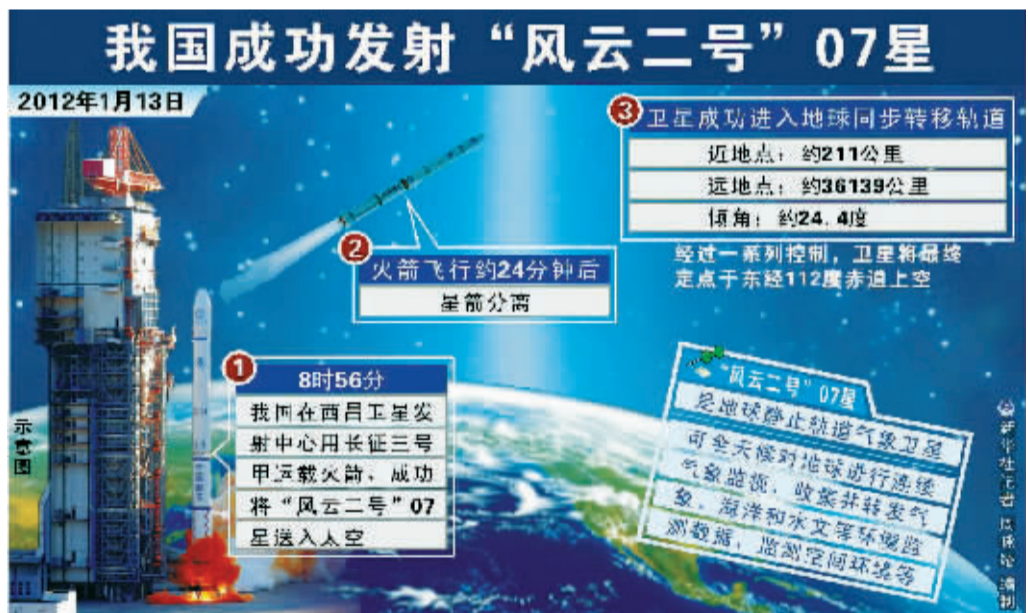 我国成功发射“风云二号”07星
2012年1月13日
3
卫星成功进入地球同步转移轨道
近地点：约211公里
远地点：约36139公里
倾角：约24.4度
经过一系列控制，卫星将最终
定点于东经112度赤道上空
2
火箭飞行约24分钟后
星箭分离
1
8时56分
我国在西昌卫星发
射中心用长征三号
甲运载火箭，成功
将“风云二号”07
星送入太空
“风云二号”07星
是地球静止轨道气象卫星
可全天候对地球进行连续
气象监视，收集并转发气
象、海洋和水文等环境监
测数据，监测空间环境等
示意图
新华社记者 编制